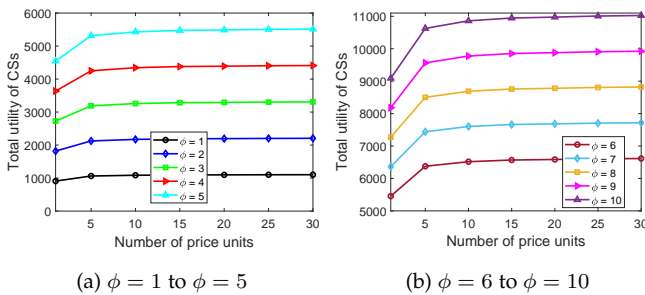 6000
5000
4000
3000
2000
1000
0
Total utility of CSs
5 10 15 20 25 30
Number of price units
ϕ = 1
ϕ = 2
ϕ = 3
ϕ = 4
ϕ = 5
(a) ϕ = 1 to ϕ = 5
11000
10000
9000
8000
7000
6000
5000
Total utility of CSs
5 10 15 20 25 30
Number of price units
ϕ = 6
ϕ = 7
ϕ = 8
ϕ = 9
ϕ = 10
(b) ϕ = 6 to ϕ = 10